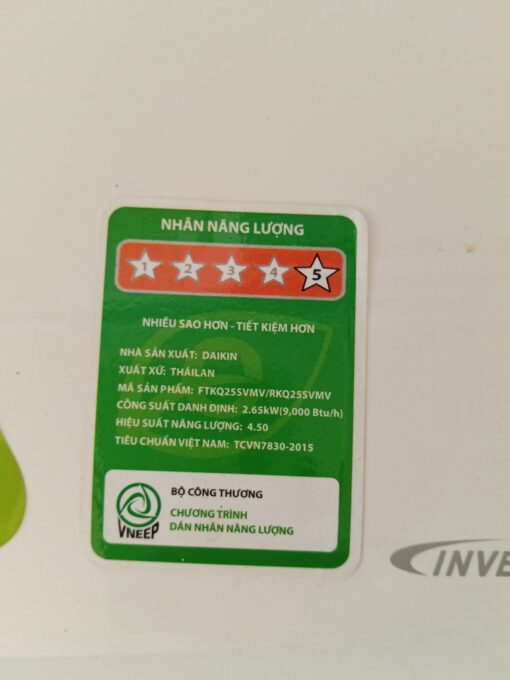 NHÃN NĂNG LƯỢNG
1 2 3 4 5
NHIỀU SAO HƠN - TIẾT KIỆM HƠN
NHÀ SẢN XUẤT: DAIKIN
XUẤT XỨ: THÁILAN
MÃ SẢN PHẨM: FTKQ25SVMV/RKQ25SVMV
CÔNG SUẤT DANH ĐỊNH: 2.65kW(9,000 Btu/h)
HIỆU SUẤT NĂNG LƯỢNG: 4.50
TIÊU CHUẨN VIỆT NAM: TCVN7830-2015
BỘ CÔNG THƯƠNG
CHƯƠNG TRÌNH
DÁN NHÃN NĂNG LƯỢNG
VNEEP
INVE